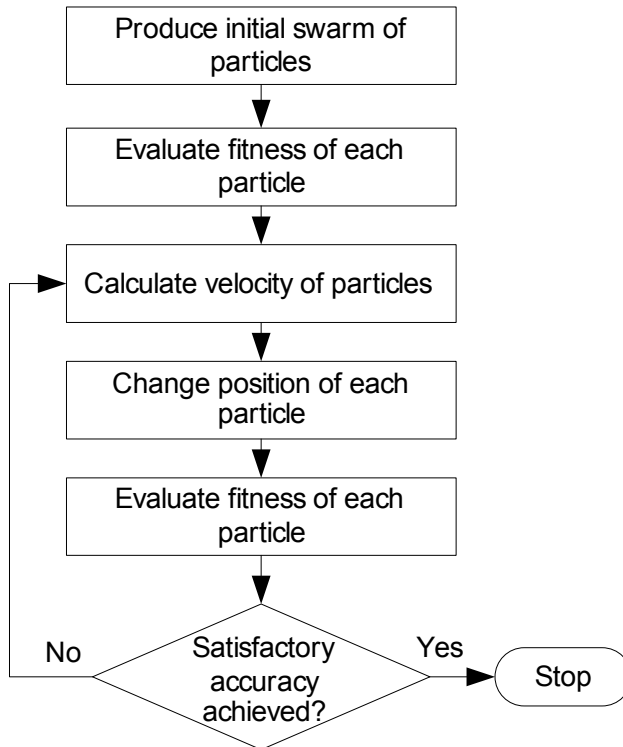 Produce initial swarm of
particles
Evaluate fitness of each
particle
Calculate velocity of particles
Change position of each
particle
Evaluate fitness of each
particle
No
Satisfactory
accuracy
achieved?
Yes
Stop